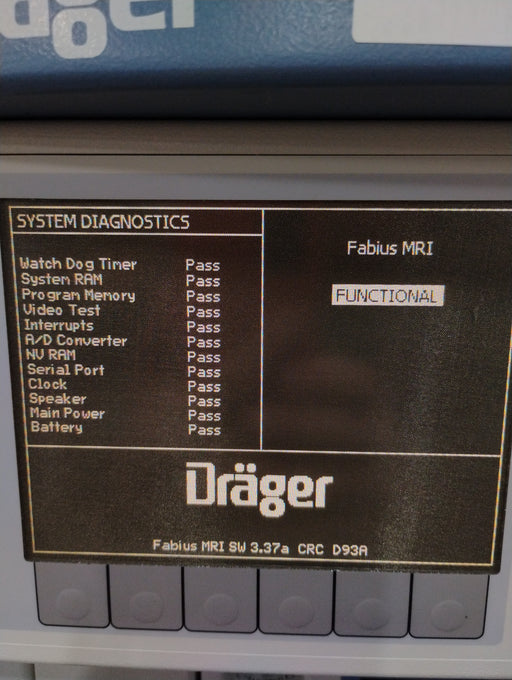 SYSTEM DIAGNOSTICS
Watch Dog Timer Pass
System RAM Pass
Program Memory Pass
Video Test Pass
Interrupts Pass
A/D Converter Pass
NV RAM Pass
Serial Port Pass
Clock Pass
Speaker Pass
Main Power Pass
Battery Pass
Fabius MRI
FUNCTIONAL
Dräger
Fabius MRI SW 3.37a CRC D93A